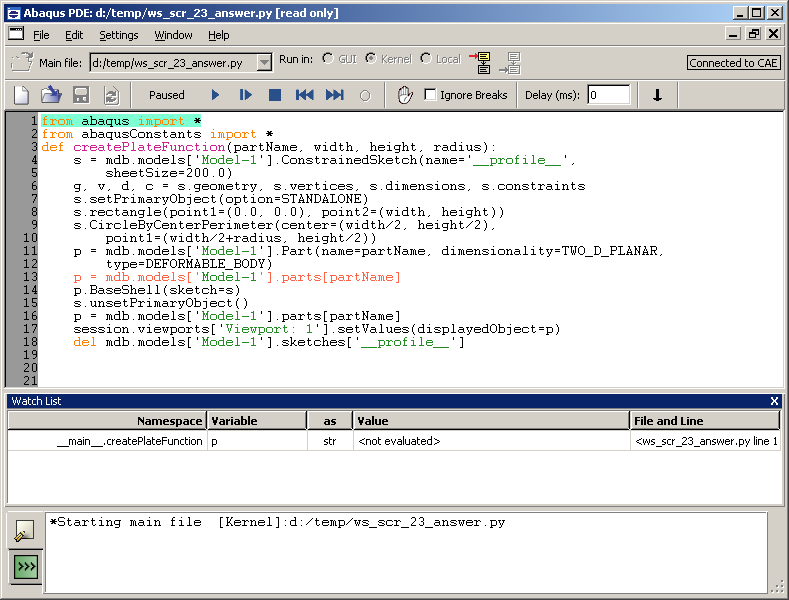 Abaqus PDE: d:/temp/ws_scr_23_answer.py [read only]
File Edit Settings Window Help
Main file: d:/temp/ws_scr_23_answer.py Run in: GUI Kernel Local Connected to CAE
Paused Ignore Breaks Delay (ms): 0
1 from abaqus import *
2 from abaqusConstants import *
3 def createPlateFunction(partName, width, height, radius):
4 s = mdb.models['Model-1'].ConstrainedSketch(name='__profile__',
5 sheetSize=200.0)
6 g, v, d, c = s.geometry, s.vertices, s.dimensions, s.constraints
7 s.setPrimaryObject(option=STANDALONE)
8 s.rectangle(point1=(0.0, 0.0), point2=(width, height))
9 s.CircleByCenterPerimeter(center=(width/2, height/2),
10 point1=(width/2+radius, height/2))
11 p = mdb.models['Model-1'].Part(name=partName, dimensionality=TWO_D_PLANAR,
12 type=DEFORMABLE_BODY)
13 p = mdb.models['Model-1'].parts[partName]
14 p.BaseShell(sketch=s)
15 s.unsetPrimaryObject()
16 p = mdb.models['Model-1'].parts[partName]
17 session.viewports['Viewport: 1'].setValues(displayedObject=p)
18 del mdb.models['Model-1'].sketches['__profile__']
19
20
21
Watch List
Namespace Variable as Value File and Line
__main__.createPlateFunction p str <not evaluated> <ws_scr_23_answer.py line 1
*Starting main file [Kernel]:d:/temp/ws_scr_23_answer.py
>>>